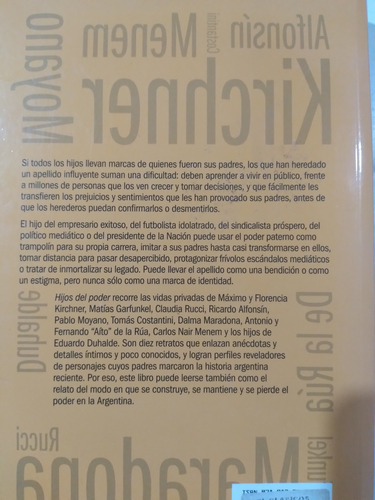 Alfonsín
Costantini
Menem
Moyano
Kirchner
Si todos los hijos llevan marcas de quienes fueron sus padres, los que han heredado
un apellido influyente suman una dificultad: deben aprender a vivir en público, frente
a millones de personas que los ven crecer y tomar decisiones, y que fácilmente les
transfieren los prejuicios y sentimientos que les han provocado sus padres, antes de
que los herederos puedan confirmarlos o desmentirlos.
El hijo del empresario exitoso, del futbolista idolatrado, del sindicalista próspero, del
político mediático o del presidente de la Nación puede usar el poder paterno como
trampolín para su propia carrera, imitar a sus padres hasta casi transformarse en ellos,
tomar distancia para pasar desapercibido, protagonizar frívolos escándalos mediáticos
o tratar de inmortalizar su legado. Puede llevar el apellido como una bendición o como
un estigma, pero nunca sólo como una marca de identidad.
Hijos del poder recorre las vidas privadas de Máximo y Florencia
Kirchner, Matías Garfunkel, Claudia Rucci, Ricardo Alfonsín,
Pablo Moyano, Tomás Costantini, Dalma Maradona, Antonio y
Fernando "Aíto" de la Rúa, Carlos Nair Menem y los hijos de
Eduardo Duhalde. Son diez retratos que enlazan anécdotas y
detalles íntimos y poco conocidos, y logran perfiles reveladores
de personajes cuyos padres marcaron la historia argentina
reciente. Por eso, este libro puede leerse también como el
relato del modo en que se construye, se mantiene y se pierde el
poder en la Argentina.
Duhalde
De la Rúa
Rucci
Maradona